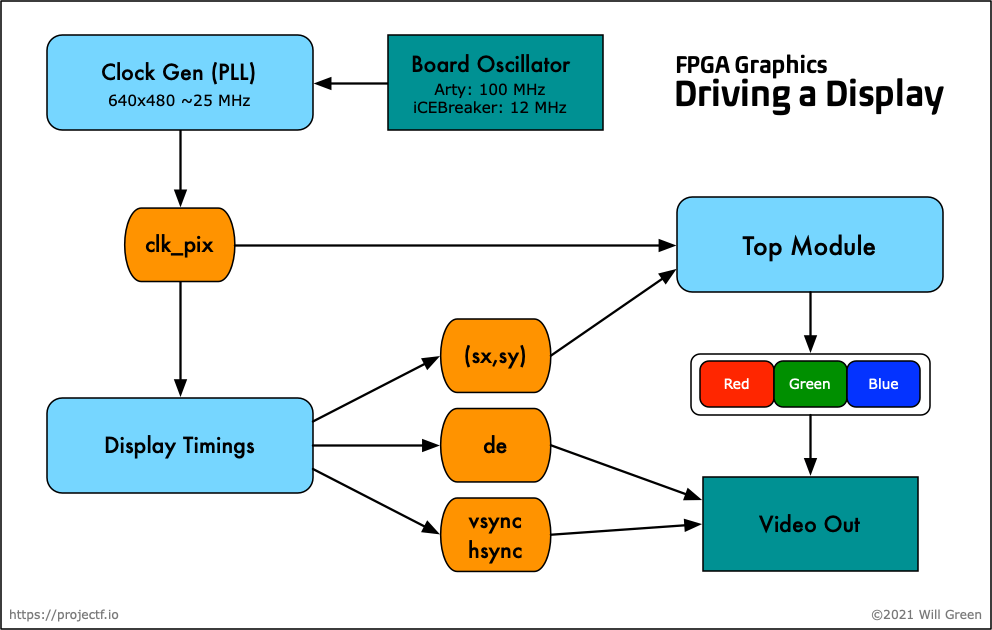 FPGA Graphics
Driving a Display
Clock Gen (PLL)
640x480 ~25 MHz
Board Oscillator
Arty: 100 MHz
iCEBreaker: 12 MHz
clk_pix
Top Module
(sx,sy)
Red
Green
Blue
Display Timings
de
vsync
hsync
Video Out
https://projectf.io
©2021 Will Green